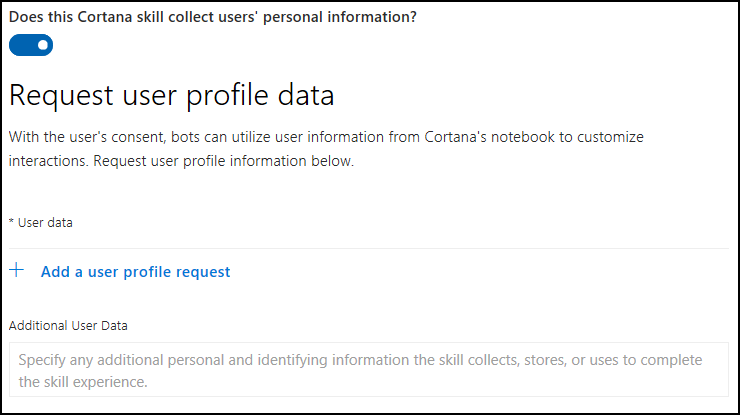 Does this Cortana skill collect users' personal information?
Request user profile data
With the user's consent, bots can utilize user information from Cortana's notebook to customize
interactions. Request user profile information below.
* User data
+ Add a user profile request
Additional User Data
Specify any additional personal and identifying information the skill collects, stores, or uses to complete
the skill experience.